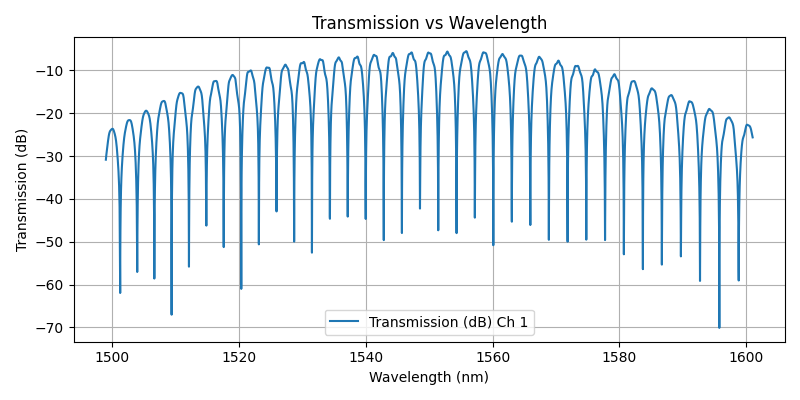 Transmission vs Wavelength
Transmission (dB)
−10
−20
−30
−40
−50
−60
−70
Transmission (dB) Ch 1
1500 1520 1540 1560 1580 1600
Wavelength (nm)